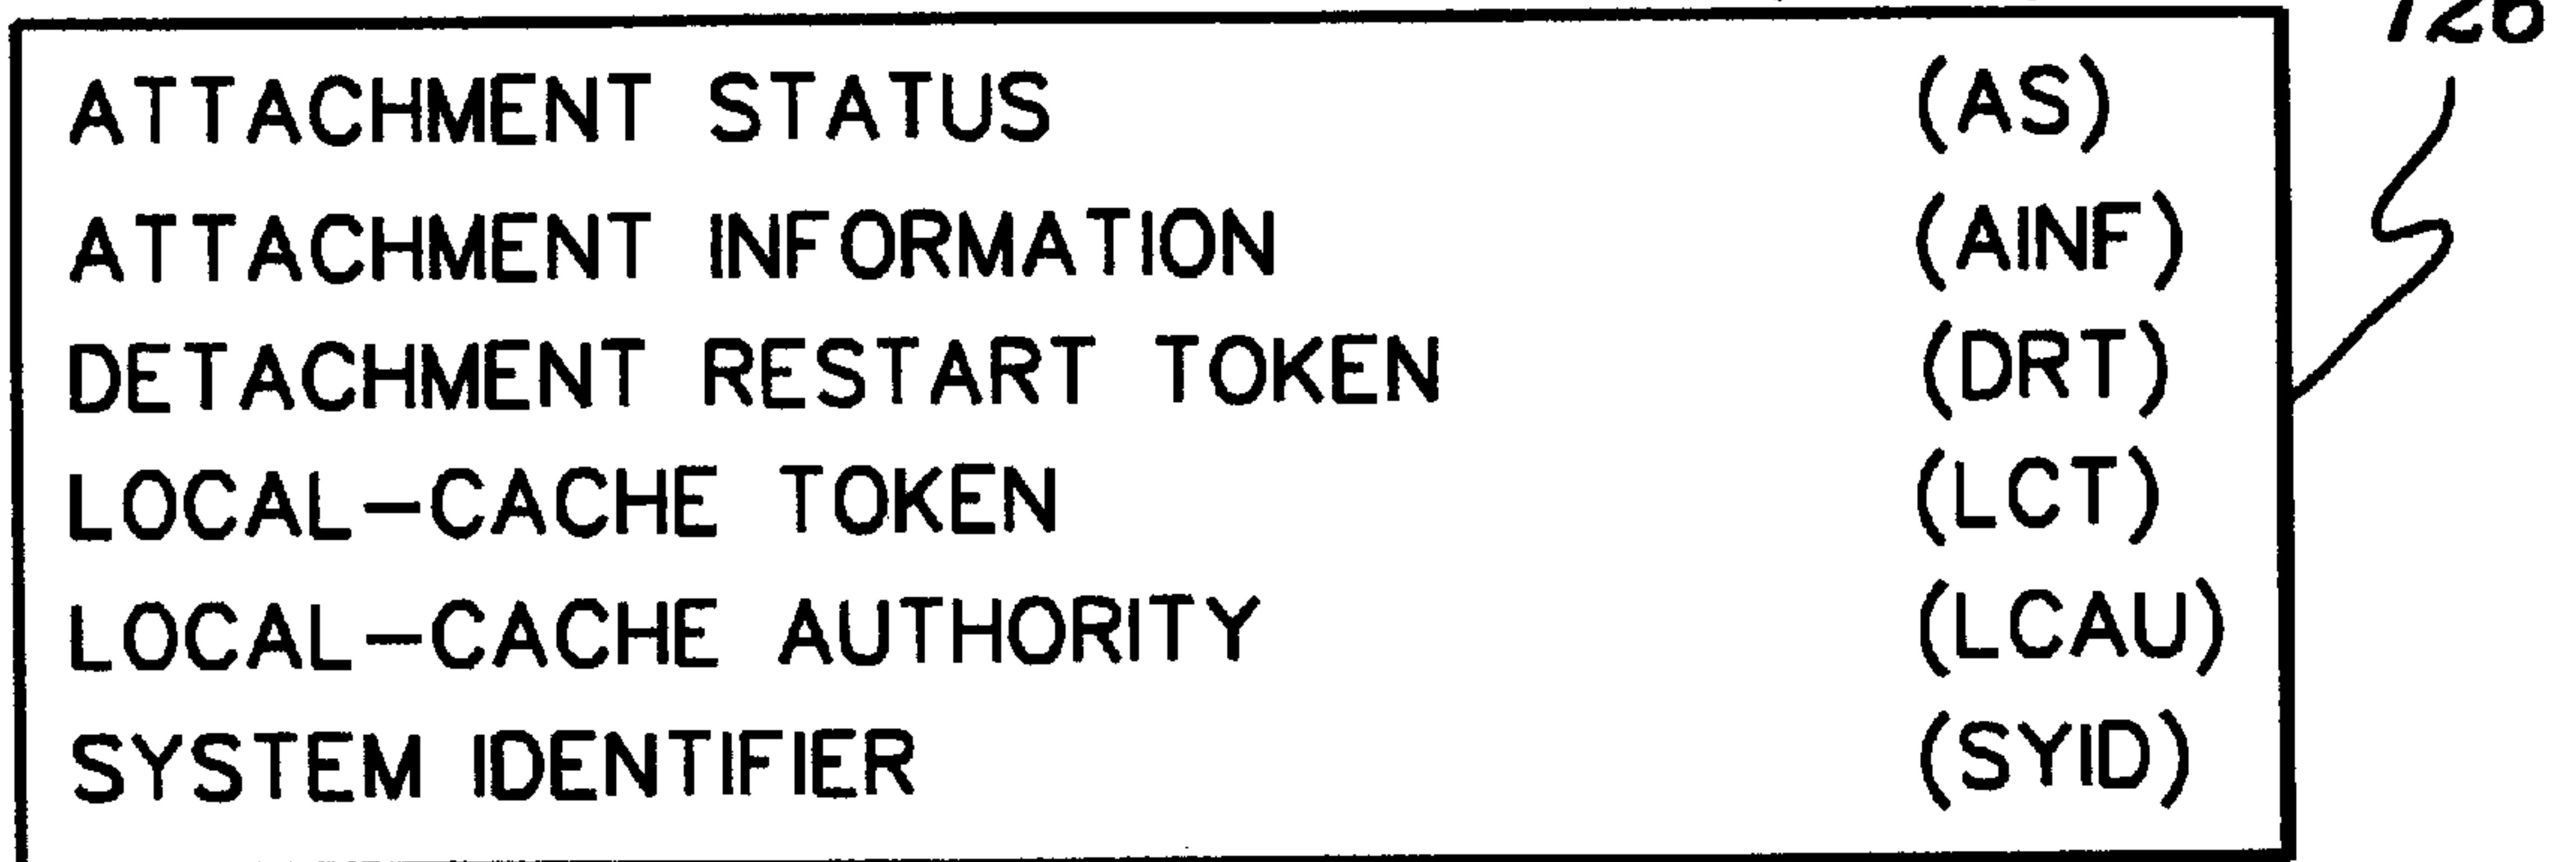 126
ATTACHMENT STATUS (AS)
ATTACHMENT INFORMATION (AINF)
DETACHMENT RESTART TOKEN (DRT)
LOCAL-CACHE TOKEN (LCT)
LOCAL-CACHE AUTHORITY (LCAU)
SYSTEM IDENTIFIER (SYID)